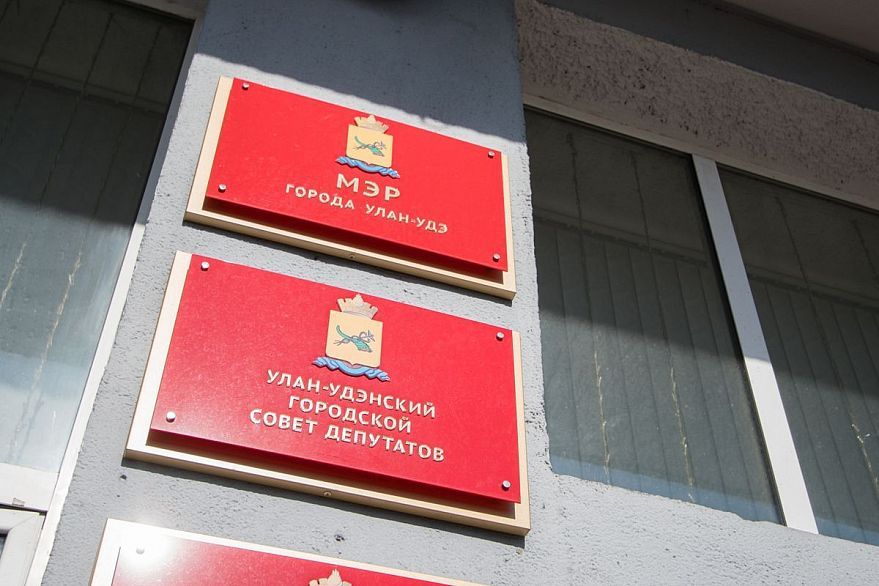 МЭР
ГОРОДА УЛАН-УДЭ
УЛАН-УДЭНСКИЙ
ГОРОДСКОЙ
СОВЕТ ДЕПУТАТОВ